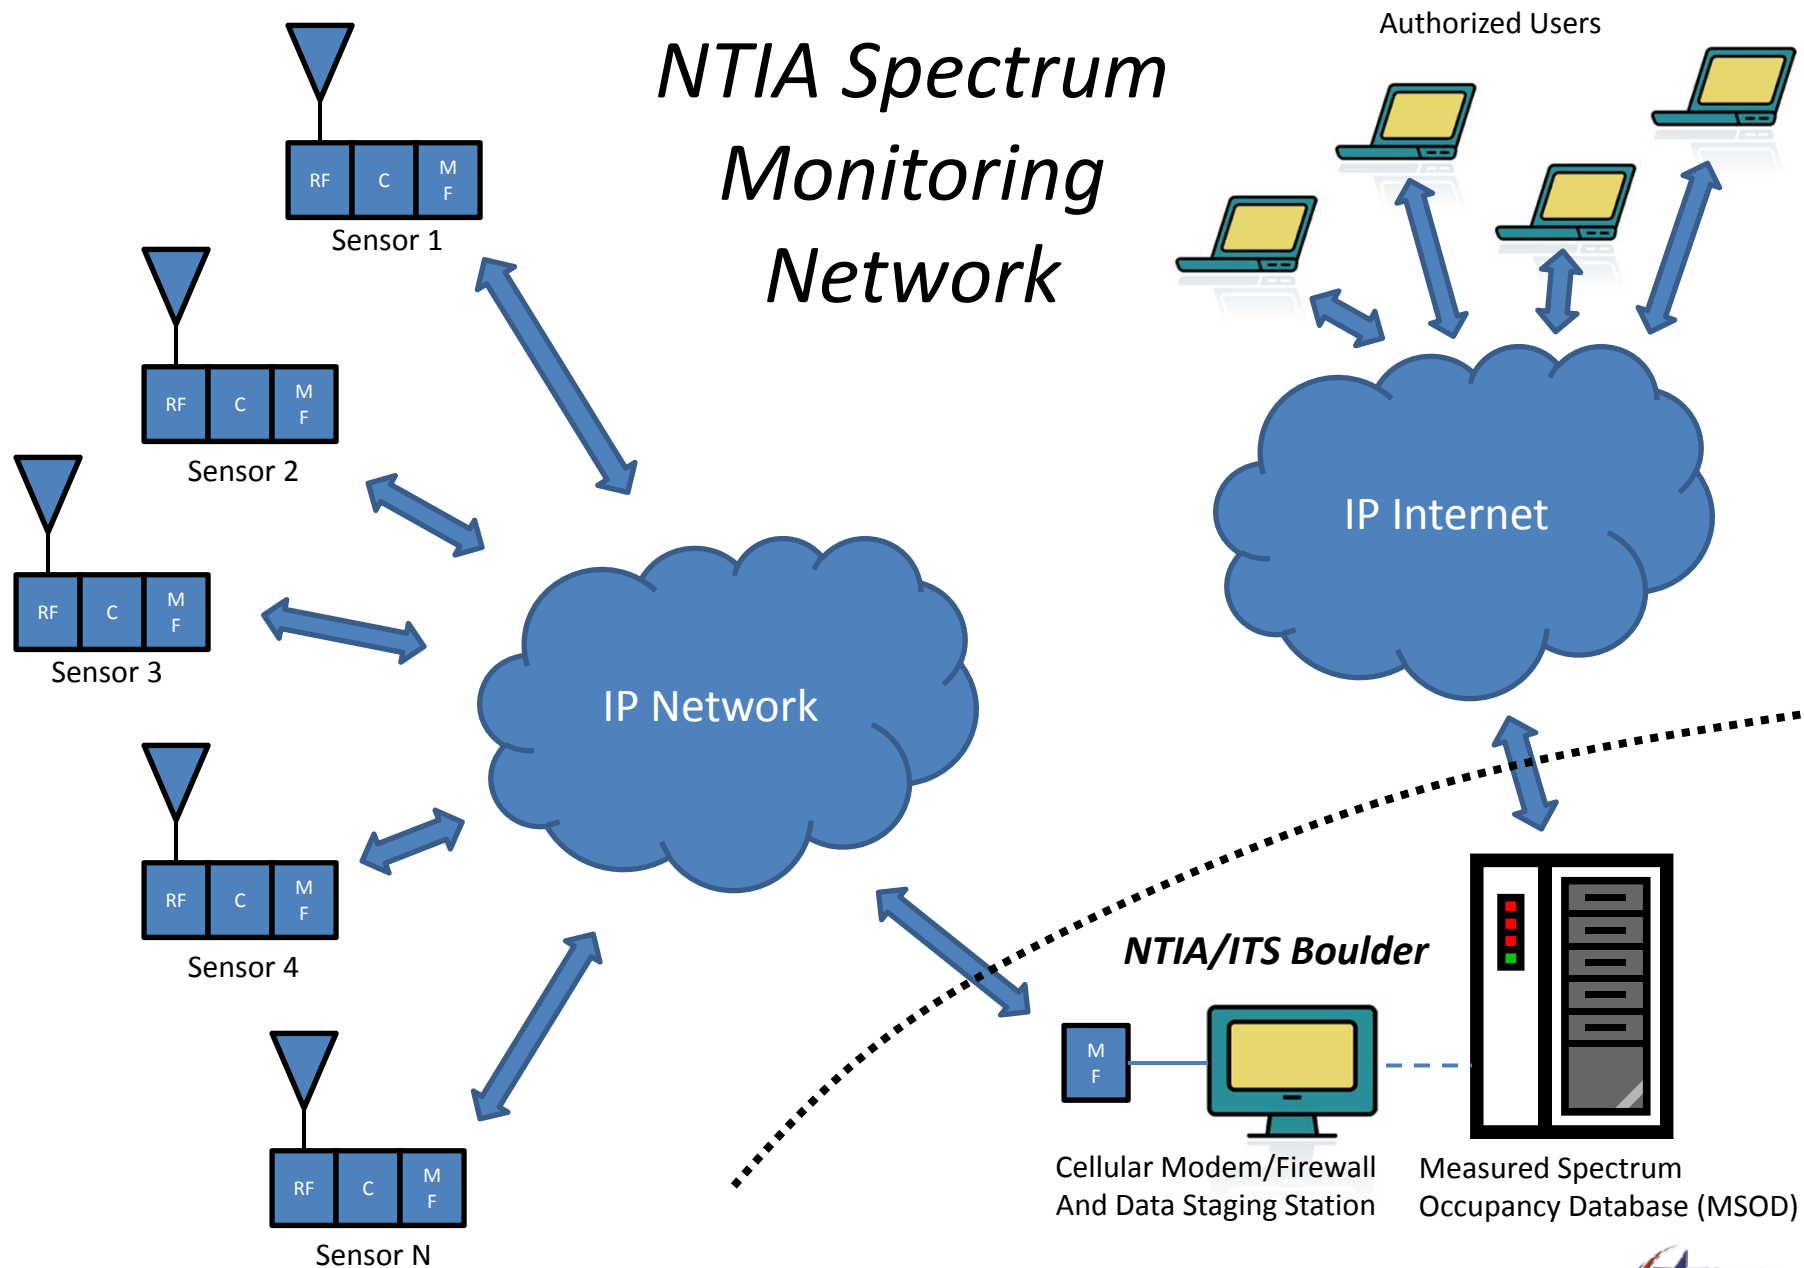 Authorized Users
NTIA Spectrum
Monitoring
Network
RF C M F
Sensor 1
RF C M F
Sensor 2
RF C M F
Sensor 3
RF C M F
Sensor 4
RF C M F
Sensor N
IP Network
IP Internet
NTIA/ITS Boulder
M
F
Cellular Modem/Firewall
And Data Staging Station
Measured Spectrum
Occupancy Database (MSOD)